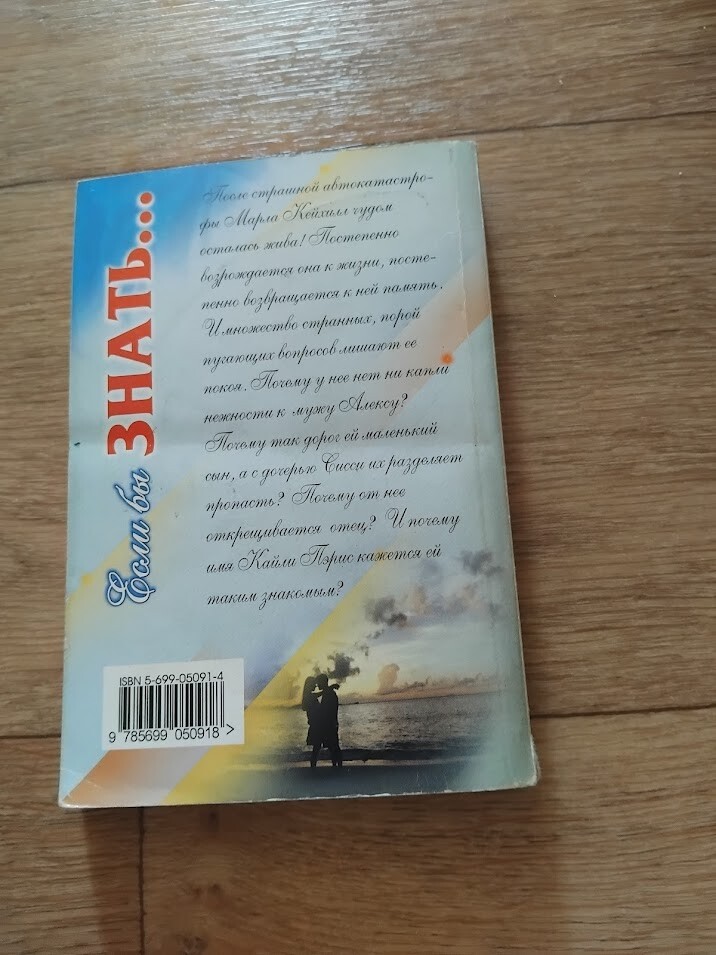 Если бы ЗНАТЬ...
После страшной автокатастро-
фы Марла Кейхилл чудом
осталась жива! Постепенно
возрождается она к жизни, посте-
пенно возвращается к ней память.
И множество странных, порой
пугающих вопросов лишают ее
покоя. Почему у нее нет ни капли
нежности к мужу Алексу?
Почему так дорог ей маленький
сын, а с дочерью Сисси их разделяет
пропасть? Почему от нее
открещивается отец? И почему
имя Кайли Пэрис кажется ей
таким знакомым?
ISBN 5-699-05091-4
9 785699 050918 >